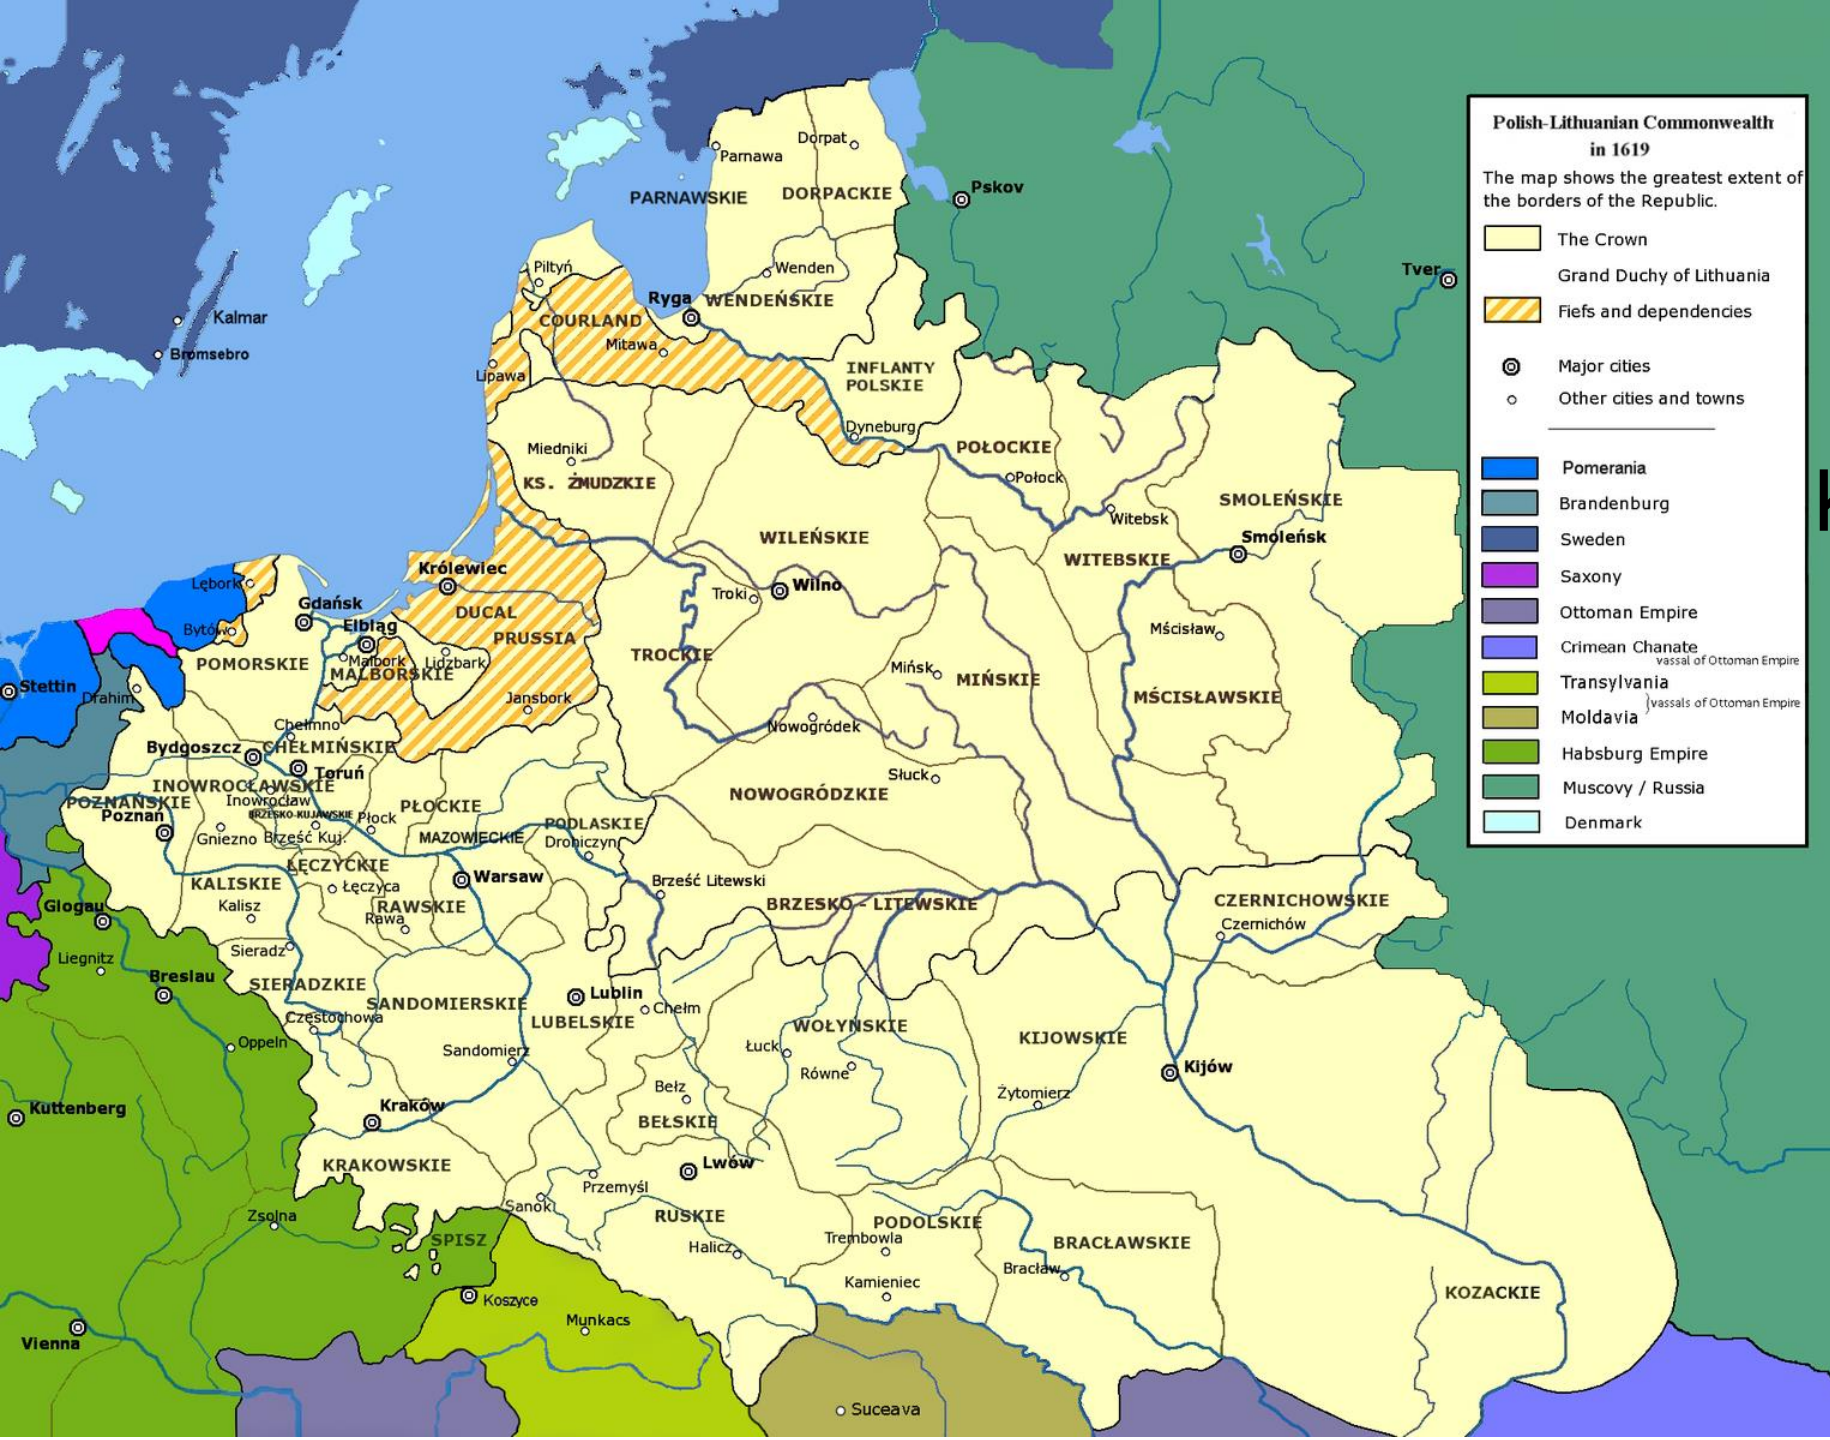 Polish-Lithuanian Commonwealth
in 1619
The map shows the greatest extent of
the borders of the Republic.
The Crown
Grand Duchy of Lithuania
Fiefs and dependencies
Major cities
Other cities and towns
Pomerania
Brandenburg
Sweden
Saxony
Ottoman Empire
Crimean Chanate
vassal of Ottoman Empire
Transylvania
vassals of Ottoman Empire
Moldavia
Habsburg Empire
Muscovy / Russia
Denmark
Dorpat
Parnawa
PARNAWSKIE
DORPACKIE
Pskov
Piltyń
Wenden
Tver
Ryga
WENDEŃSKIE
Kalmar
COURLAND
Mitawa
Bromsebro
Lipawa
INFLANTY
POLSKIE
Dyneburg
Miedniki
POŁOCKIE
KS. ŻMUDZKIE
Połock
SMOLEŃSKIE
Witebsk
WILEŃSKIE
Smoleńsk
WITEBSKIE
Królewiec
Lębork
Troki
Wilno
Gdańsk
DUCAL
PRUSSIA
Elbląg
Bytów
Mścisław
POMORSKIE
Malbork
Lidzbark
MALBORSKIE
TROCKIE
Mińsk
MIŃSKIE
Stettin
Drahim
Jansbork
MŚCISŁAWSKIE
Chełmno
Nowogródek
Bydgoszcz
CHEŁMIŃSKIE
Toruń
Słuck
INOWROCŁAWSKIE
Inowrocław
POZNAŃSKIE
Poznań
BRZESKO-KUJAWSKIE
PŁOCKIE
Płock
NOWOGRÓDZKIE
Gniezno
Brześć Kuj.
MAZOWIECKIE
PODLASKIE
Drohiczyn
ŁĘCZYCKIE
KALISKIE
Łęczyca
Warsaw
Brześć Litewski
Glogau
Kalisz
RAWSKIE
Rawa
BRZESKO - LITEWSKIE
CZERNICHOWSKIE
Czernichów
Liegnitz
Sieradz
Breslau
SIERADZKIE
Lublin
SANDOMIERSKIE
Chełm
Częstochowa
LUBELSKIE
WOŁYŃSKIE
KIJOWSKIE
Oppeln
Sandomierz
Łuck
Równe
Kijów
Bełz
Żytomierz
Kuttenberg
Kraków
BEŁSKIE
KRAKOWSKIE
Lwów
Przemyśl
Sanok
Zsolna
RUSKIE
PODOLSKIE
SPISZ
Halicz
Trembowla
BRACŁAWSKIE
Bracław
Kamieniec
KOZACKIE
Koszyce
Munkacs
Vienna
Suceava